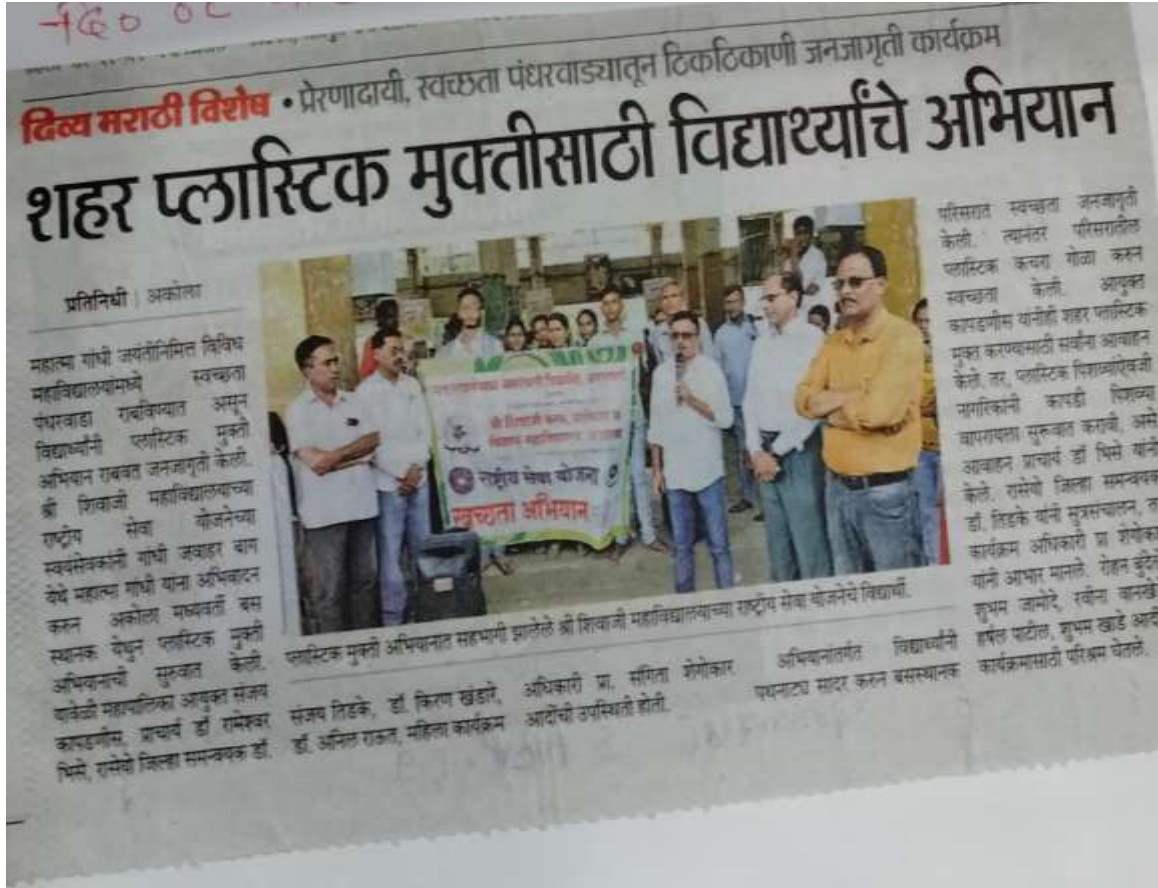 दिव्य मराठी विशेष • प्रेरणादायी, स्वच्छता पंधरवाड्यातून ठिकठिकाणी जनजागृती कार्यक्रम
शहर प्लास्टिक मुक्तीसाठी विद्यार्थ्यांचे अभियान
प्रतिनिधी | अकोला
महात्मा गांधी जयंतीनिमित्त विविध
महाविद्यालयांमध्ये स्वच्छता
पंधरवाडा राबविण्यात असून
विद्यार्थ्यांनी प्लास्टिक मुक्ती
अभियान राबवत जनजागृती केली.
श्री शिवाजी महाविद्यालयाच्या
राष्ट्रीय सेवा योजनेच्या
स्वयंसेवकांनी गांधी जवाहर बाग
येथे महात्मा गांधी यांना अभिवादन
करुन अकोला मध्यवर्ती बस
स्थानक येथुन प्लास्टिक मुक्ती
अभियानाची सुरुवात केली.
यावेळी महापालिका आयुक्त संजय
कापडणीस, प्राचार्य डॉ रामेश्वर
भिसे, रासेयो जिल्हा समन्वयक डॉ.
श्री शिवाजी कला, वाणिज्य व
विज्ञान महाविद्यालय,
राष्ट्रीय सेवा योजना
स्वच्छता अभियान
प्लास्टिक मुक्ती अभियानात सहभागी झालेले श्री शिवाजी महाविद्यालयाच्या राष्ट्रीय सेवा योजनेचे विद्यार्थी.
संजय तिडके, डॉ. किरण खंडारे,
डॉ. अनिल राऊत, महिला कार्यक्रम
अधिकारी प्रा. संगिता शेगोकार
आदींची उपस्थिती होती.
अभियानांतर्गत विद्यार्थ्यांनी
पथनाट्य सादर करुन बसस्थानक
परिसरात स्वच्छता जनजागृती
केली. त्यानंतर परिसरातील
प्लास्टिक कचरा गोळा करुन
स्वच्छता केली. आयुक्त
कापडणीस यांनीही शहर प्लास्टिक
मुक्त करण्यासाठी सर्वांना आवाहन
केले. तर, प्लास्टिक पिशव्यांऐवजी
नागरिकांनी कापडी पिशव्या
वापरायला सुरूवात करावी, असे
आवाहन प्राचार्य डॉ भिसे यांनी
केले. रासेयो जिल्हा समन्वयक
डॉ. तिडके यांनी सुत्रसंचालन,
कार्यक्रम अधिकारी प्रा शेगोकार
यांनी आभार मानले. रोहन
शुभम जामोदे, रवीना
हर्षल पाटील, शुभम खाडे आदीं
कार्यक्रमासाठी परिश्रम घेतले.